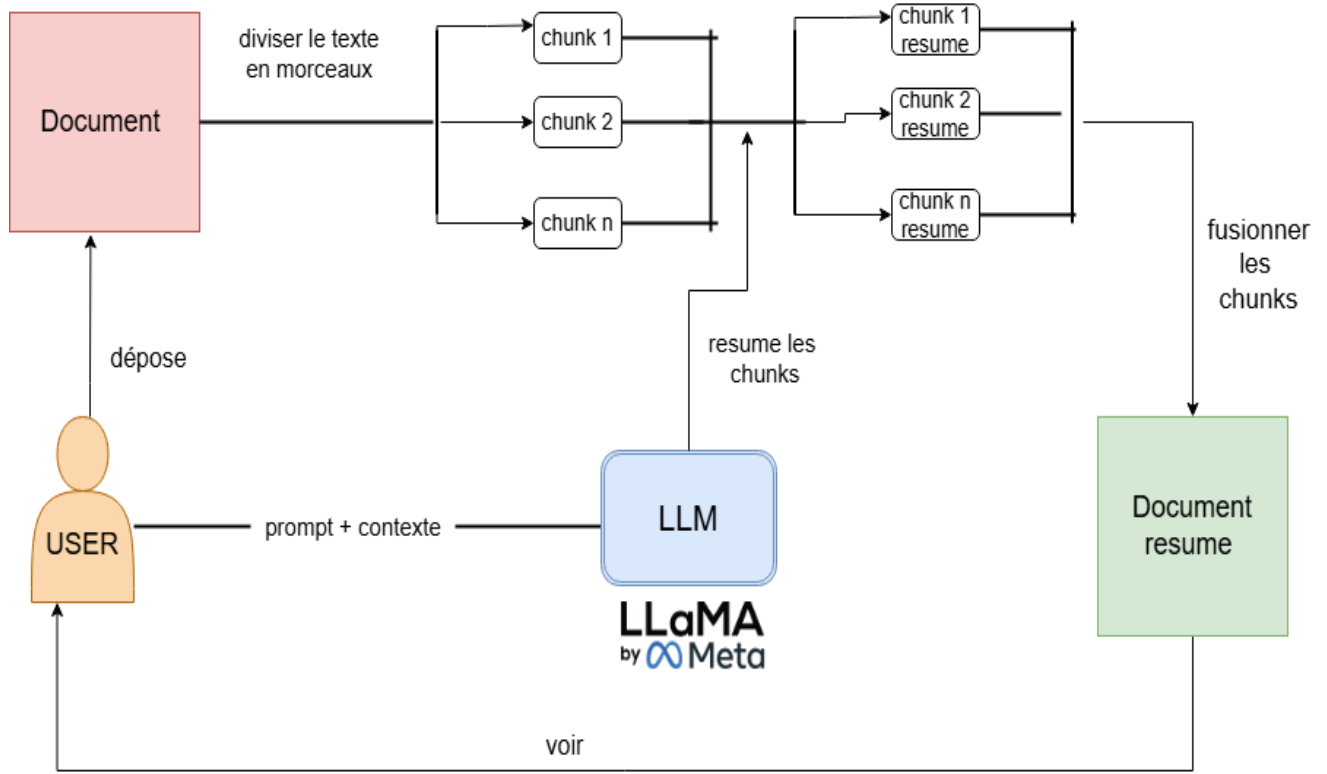 Document
diviser le texte
en morceaux
chunk 1
chunk 2
chunk n
chunk 1
resume
chunk 2
resume
chunk n
resume
fusionner
les
chunks
dépose
resume les
chunks
USER
prompt + contexte
LLM
LLaMA
by Meta
Document
resume
voir